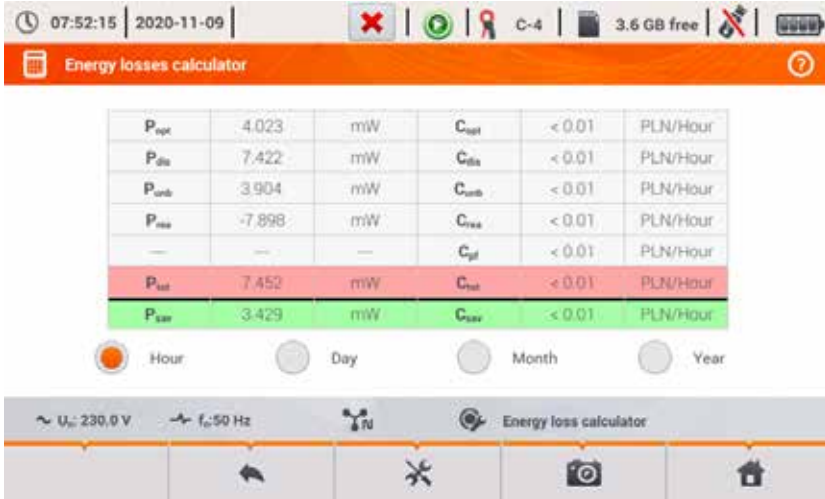 07:52:15 2020-11-09 C-4 3.6 GB free
Energy losses calculator
Popt 4.023 mW Copt < 0.01 PLN/Hour
Pdis 7.422 mW Cdis < 0.01 PLN/Hour
Punb 3.904 mW Cunb < 0.01 PLN/Hour
Prea -7.898 mW Crea < 0.01 PLN/Hour
--- --- --- Cpf < 0.01 PLN/Hour
Ptot 7.452 mW Ctot < 0.01 PLN/Hour
Psav 3.429 mW Csav < 0.01 PLN/Hour
Hour Day Month Year
Un: 230.0 V fn:50 Hz N Energy loss calculator